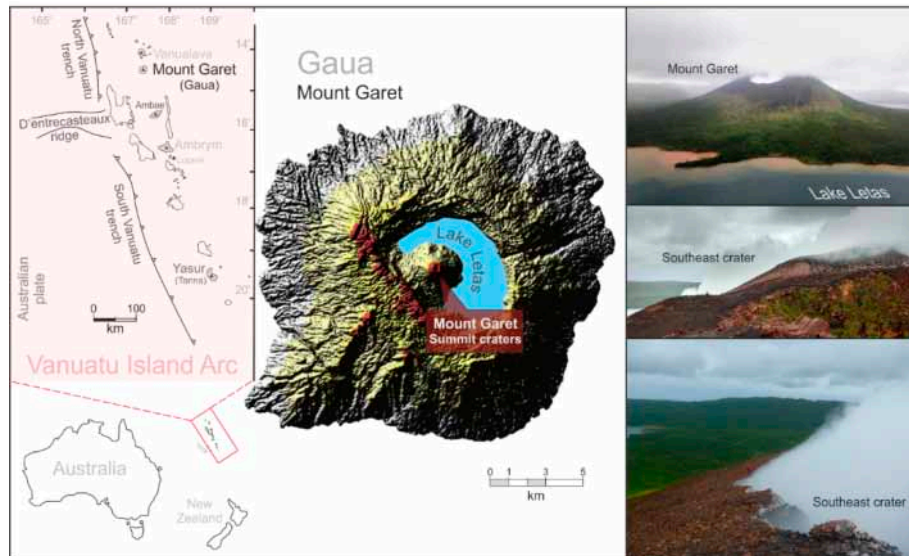 165°
167°
168°
169°
14'
16'
18'
20'
North Vanuatu
trench
Vanualava
Mount Garet
(Gaua)
Ambae
D'entrecasteaux
ridge
Ambrym
Lopevi
South Vanuatu
trench
Yasur
(Tanna)
Australian
plate
0 100
km
Vanuatu Island Arc
Australia
New
Zealand
Gaua
Mount Garet
Lake Letas
Mount Garet
Summit craters
0 1 3 5
km
Mount Garet
Lake Letas
Southeast crater
Southeast crater